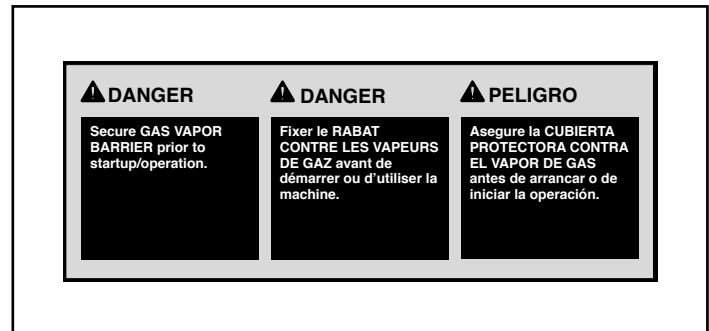 DANGER
Secure GAS VAPOR
BARRIER prior to
startup/operation.
DANGER
Fixer le RABAT
CONTRE LES VAPEURS
DE GAZ avant de
démarrer ou d’utiliser la
machine.
PELIGRO
Asegure la CUBIERTA
PROTECTORA CONTRA
EL VAPOR DE GAS
antes de arrancar o de
iniciar la operación.